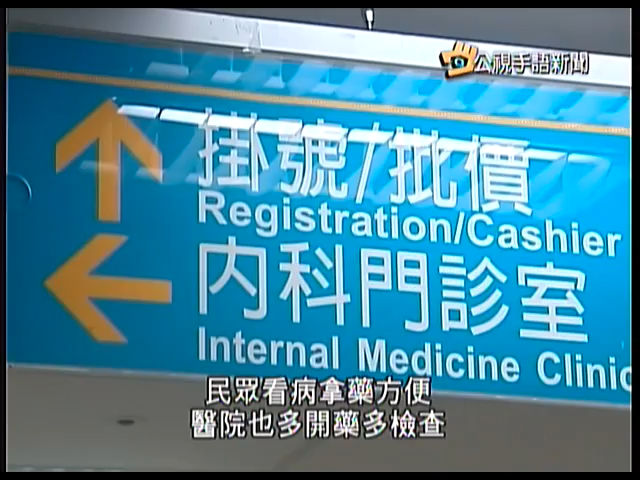 公視手語新聞
掛號/批價
Registration/Cashier
內科門診室
Internal Medicine Clinic
民眾看病拿藥方便
醫院也多開藥多檢查